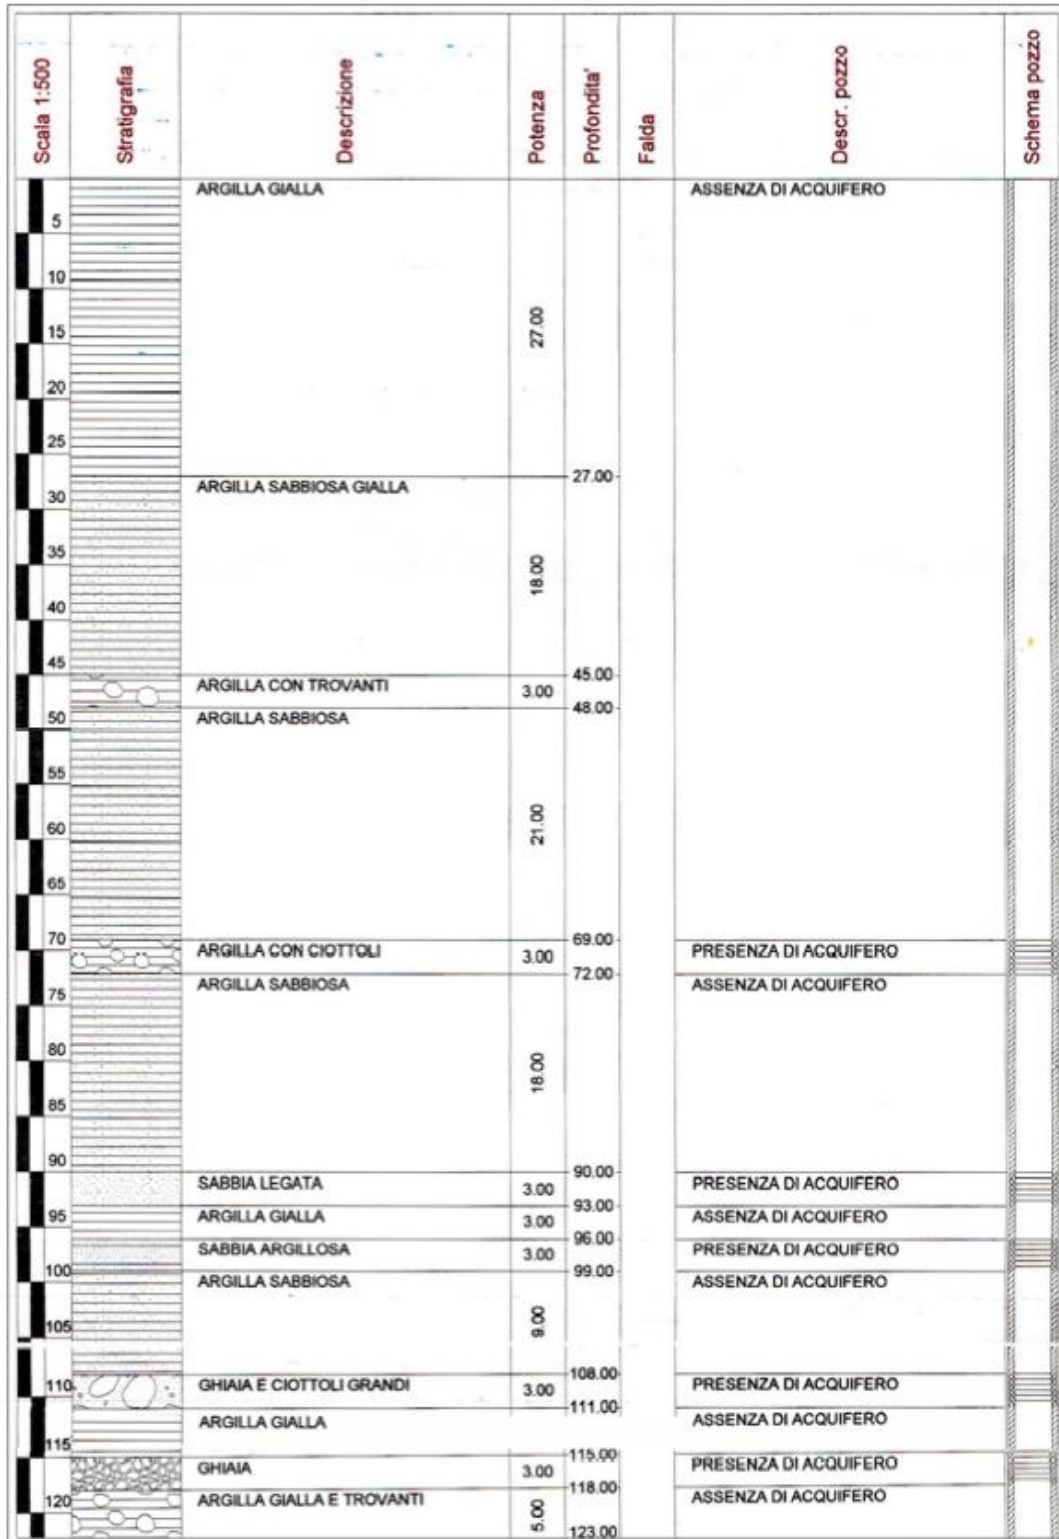 Scala 1:500 Stratigrafia Descrizione Potenza Profondita' Falda Descr. pozzo Schema pozzo
ARGILLA GIALLA ASSENZA DI ACQUIFERO
5
10
15
27.00
20
25
27.00
ARGILLA SABBIOSA GIALLA
30
35
18.00
40
45
45.00
ARGILLA CON TROVANTI 3.00
48.00
50 ARGILLA SABBIOSA
55
60
21.00
65
70 69.00
ARGILLA CON CIOTTOLI 3.00 PRESENZA DI ACQUIFERO
72.00
ARGILLA SABBIOSA ASSENZA DI ACQUIFERO
75
80
18.00
85
90
90.00
SABBIA LEGATA 3.00 PRESENZA DI ACQUIFERO
93.00
95 ARGILLA GIALLA 3.00 ASSENZA DI ACQUIFERO
96.00
SABBIA ARGILLOSA 3.00 PRESENZA DI ACQUIFERO
100 99.00
ARGILLA SABBIOSA ASSENZA DI ACQUIFERO
9.00
105
108.00
110 GHIAIA E CIOTTOLI GRANDI 3.00 PRESENZA DI ACQUIFERO
111.00
ARGILLA GIALLA ASSENZA DI ACQUIFERO
115
115.00
GHIAIA 3.00 PRESENZA DI ACQUIFERO
118.00
120 ARGILLA GIALLA E TROVANTI ASSENZA DI ACQUIFERO
5.00
123.00